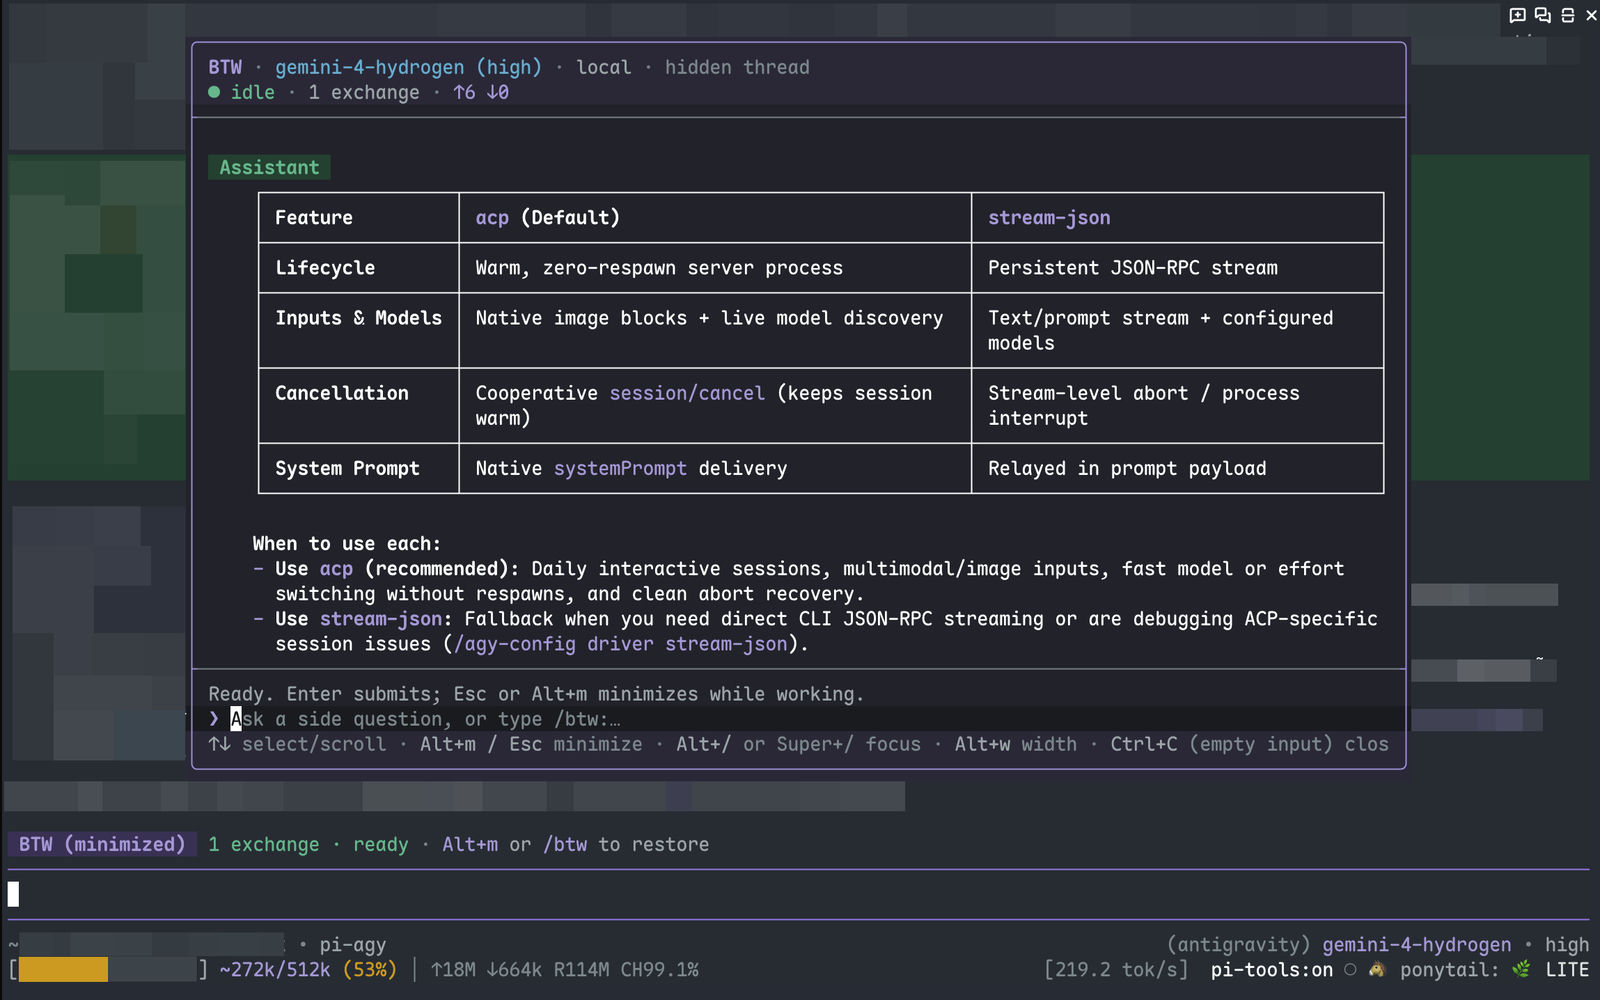 BTW · gemini-4-hydrogen (high) · local · hidden thread
● idle · 1 exchange · ↑6 ↓0
Assistant
Feature acp (Default) stream-json
Lifecycle Warm, zero-respawn server process Persistent JSON-RPC stream
Inputs & Models Native image blocks + live model discovery Text/prompt stream + configured
models
Cancellation Cooperative session/cancel (keeps session Stream-level abort / process
warm) interrupt
System Prompt Native systemPrompt delivery Relayed in prompt payload
When to use each:
- Use acp (recommended): Daily interactive sessions, multimodal/image inputs, fast model or effort
switching without respawns, and clean abort recovery.
- Use stream-json: Fallback when you need direct CLI JSON-RPC streaming or are debugging ACP-specific
session issues (/agy-config driver stream-json).
Ready. Enter submits; Esc or Alt+m minimizes while working.
❯ Ask a side question, or type /btw:…
↑↓ select/scroll · Alt+m / Esc minimize · Alt+/ or Super+/ focus · Alt+w width · Ctrl+C (empty input) clos
BTW (minimized) 1 exchange · ready · Alt+m or /btw to restore
~ • pi-agy (antigravity) gemini-4-hydrogen • high
[ ] ~272k/512k (53%) │ ↑18M ↓664k R114M CH99.1% [219.2 tok/s] pi-tools:on ○ 🐴 ponytail: 🌿 LITE